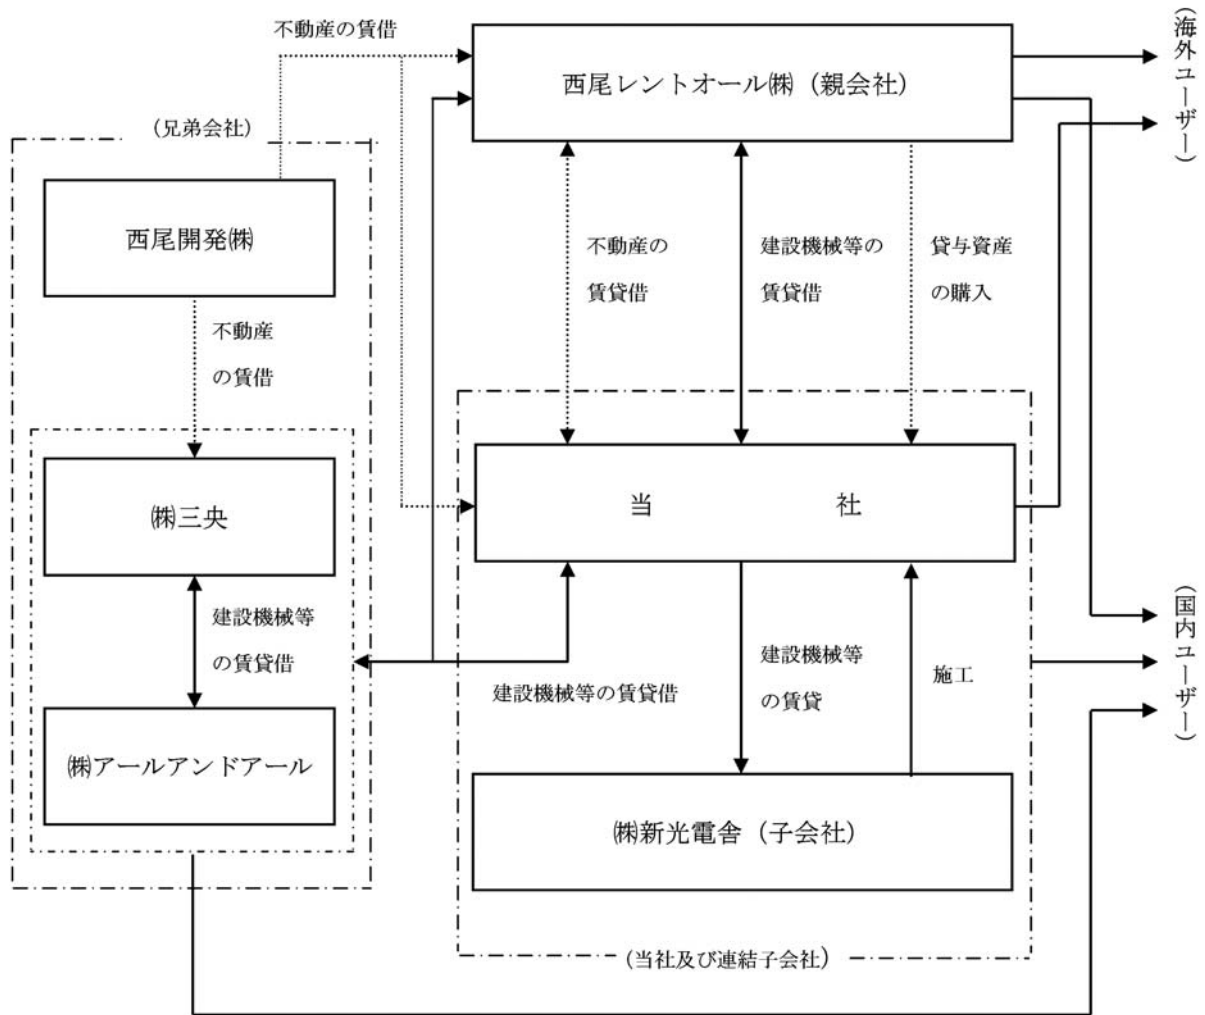 不動産の賃借
西尾レントオール㈱（親会社）
（海外ユーザー）
（兄弟会社）
西尾開発㈱
不動産の
賃貸借
建設機械等の
賃貸借
貸与資産
の購入
不動産
の賃借
㈱三央
当　　　社
建設機械等
の賃貸借
建設機械等の賃貸借
建設機械等
の賃貸
施工
（国内ユーザー）
㈱アールアンドアール
㈱新光電舎（子会社）
（当社及び連結子会社）